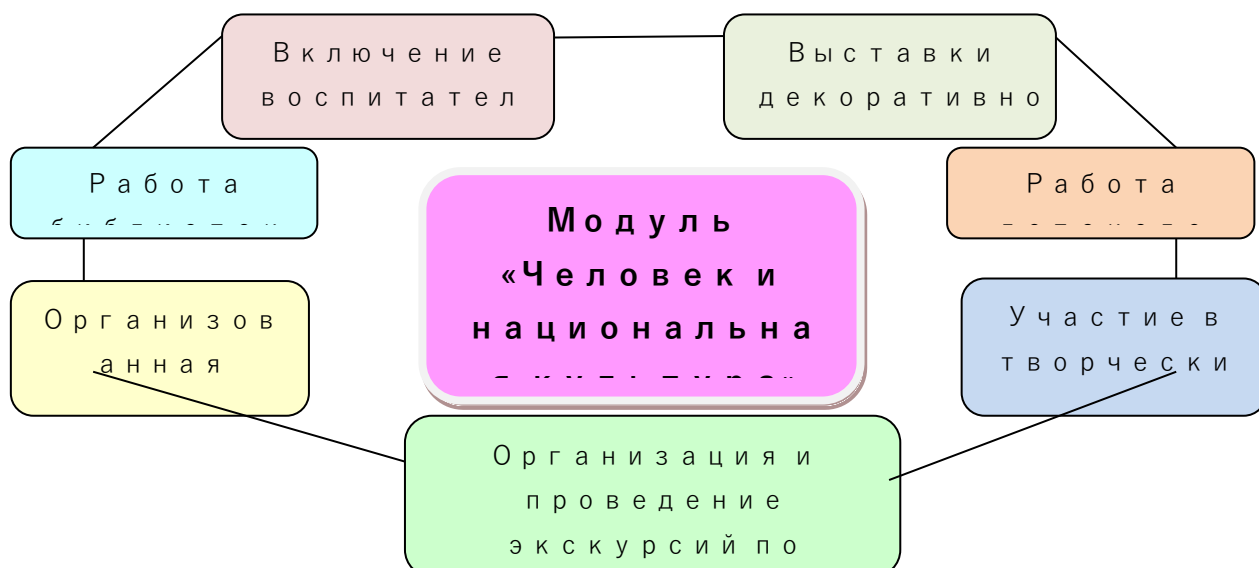 Включение
воспитател
Выставки
декоративно
Работа
Работа
Модуль
«Человек и
национальна
Организов
анная
Участие в
творчески
Организация и
проведение
экскурсий по